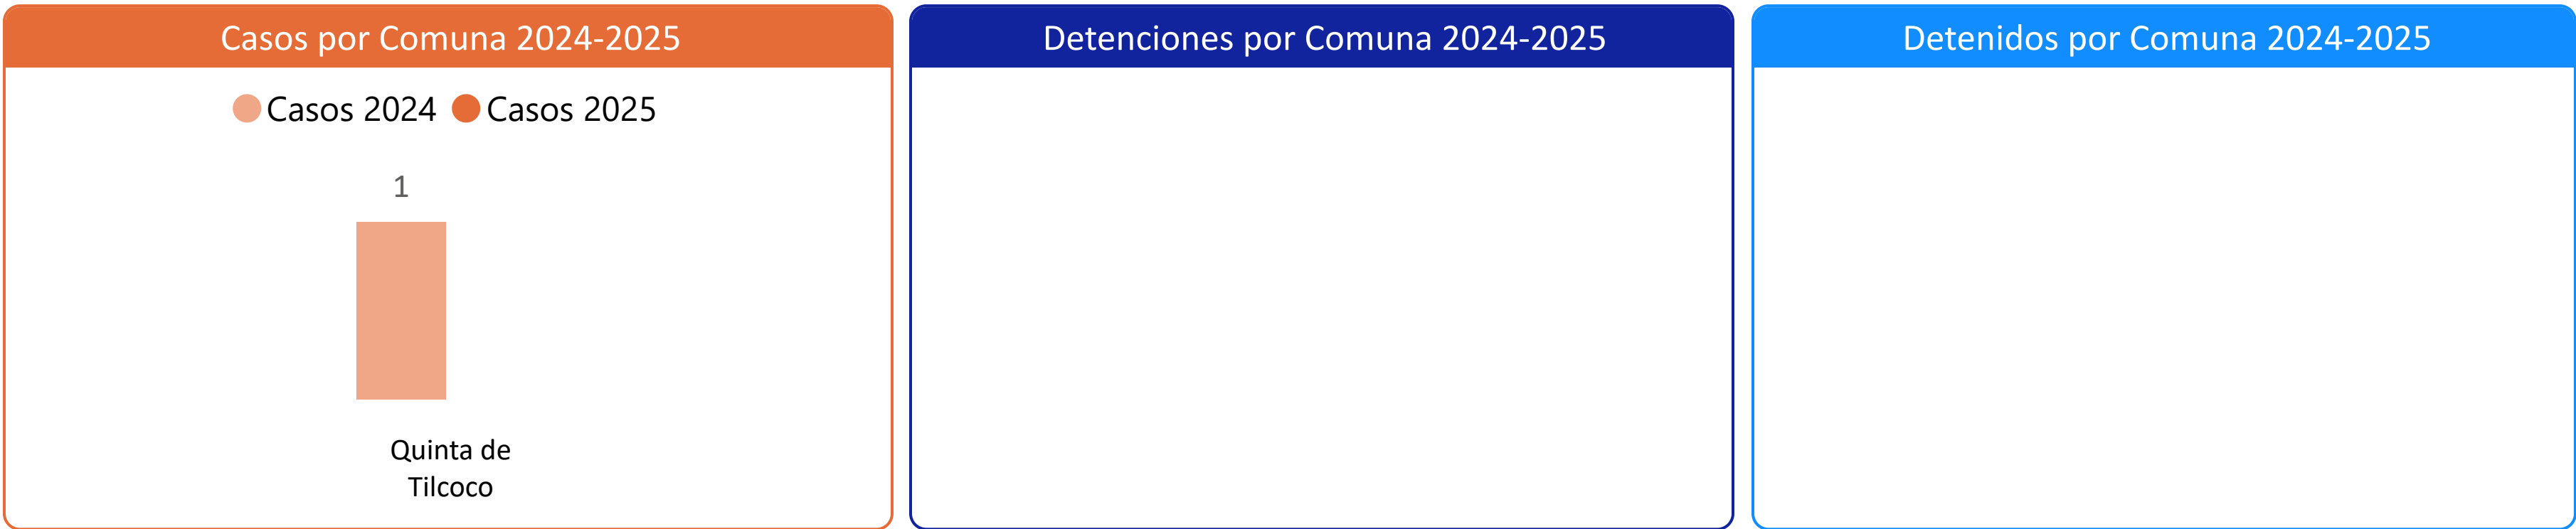 Casos por Comuna 2024-2025
Casos 2024 Casos 2025
1
Quinta de
Tilcoco
Detenciones por Comuna 2024-2025
Detenidos por Comuna 2024-2025